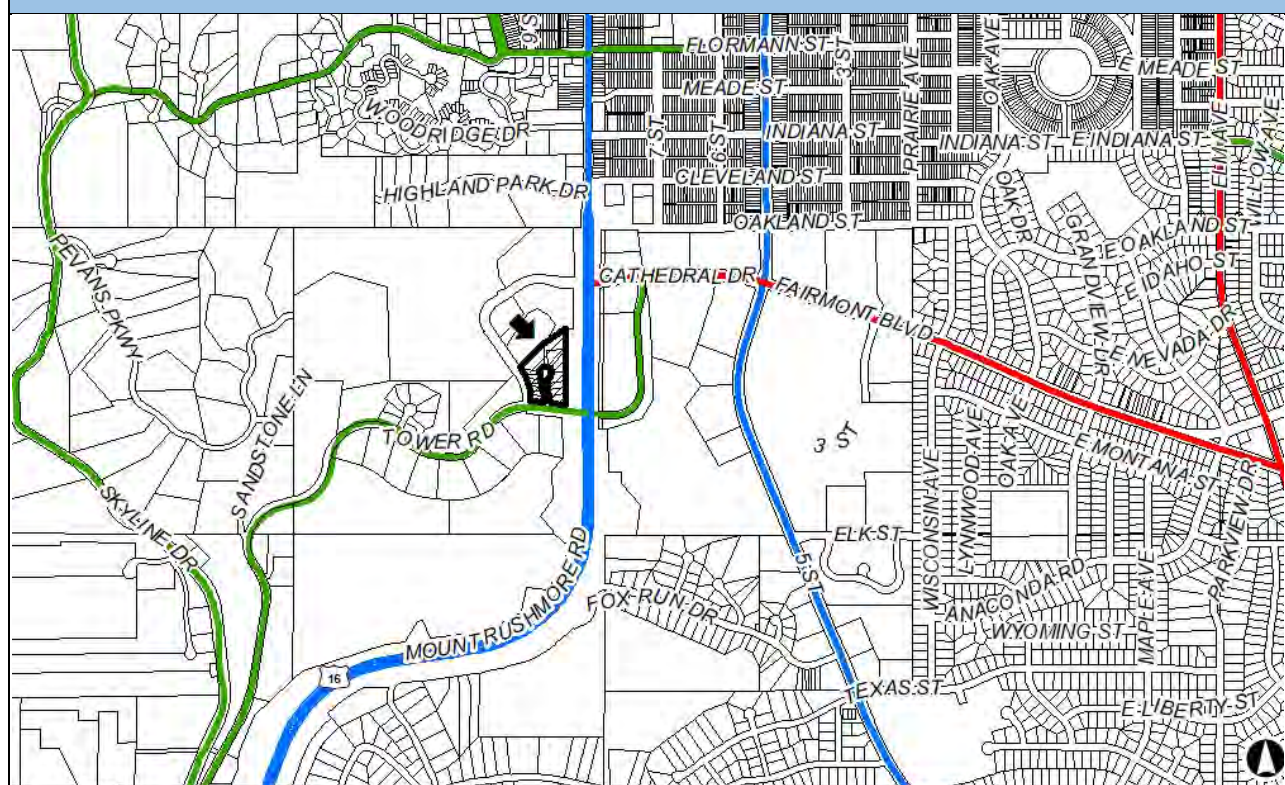 9 S
FLORMANN ST
MEADE ST
E MEADE ST
WOODRIDGE DR
7 ST
6 ST
3 ST
INDIANA ST
PRAIRIE AVE
OAK AVE
INDIANA ST
E INDIANA ST
ELM AVE
WILLOW AVE
CLEVELAND ST
HIGHLAND PARK DR
OAKLAND ST
OAK DR
GRANDVIEW DR
E OAKLAND ST
E IDAHO ST
PEVANS PKWY
CATHEDRAL DR
FAIRMONT BLVD
E NEVADA DR
TOWER RD
SANDSTONE LN
3 ST
OAK AVE
E MONTANA ST
SKYLINE DR
WISCONSIN AVE
LYNNWOOD AVE
PARKVIEW DR
ELK ST
5 ST
MOUNT RUSHMORE RD
FOX RUN DR
ANACONDA RD
WYOMING ST
MAPLE AVE
16
TEXAS ST
E LIBERTY ST